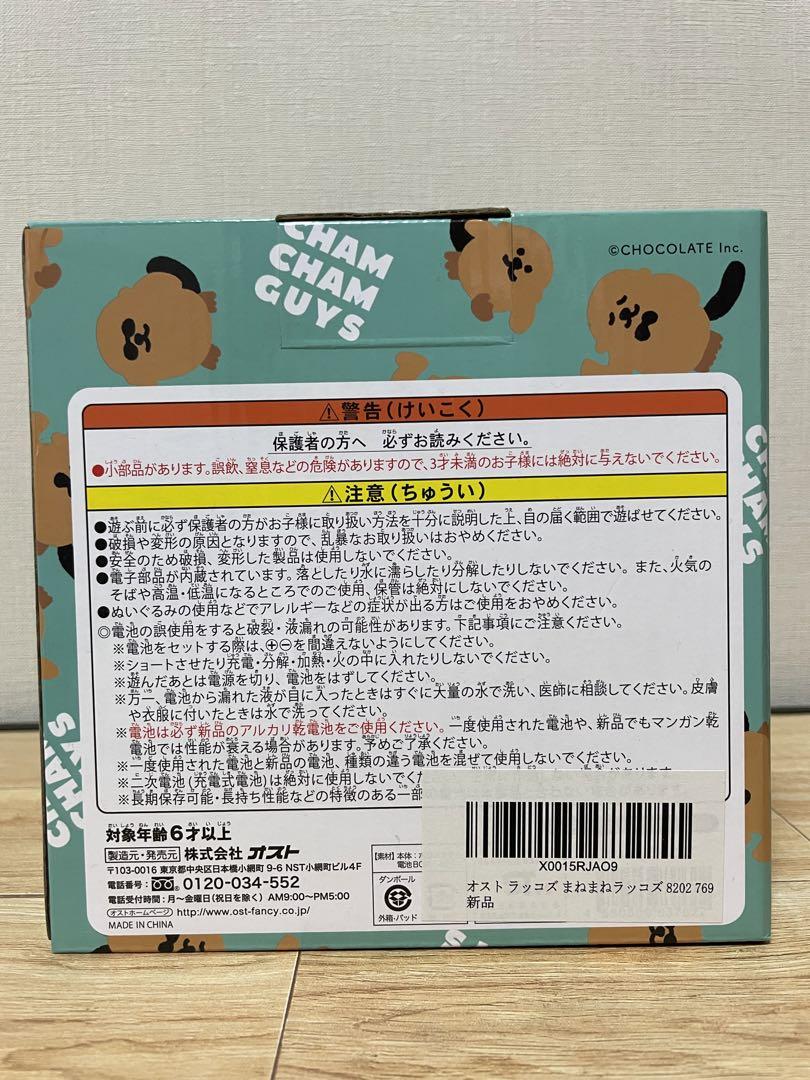 CHAM
CHAM
GUYS
©CHOCOLATE Inc.
⚠警告(けいこく)
保護者の方へ 必ずお読みください。
●小部品があります。誤飲、窒息などの危険がありますので、3才未満のお子様には絶対に与えないでください。
⚠注意(ちゅうい)
●遊ぶ前に必ず保護者の方がお子様に取り扱い方法を十分に説明した上、目の届く範囲で遊ばせてください。
●破損や変形の原因となりますので、乱暴なお取り扱いはおやめください。
●安全のため破損、変形した製品は使用しないでください。
●電子部品が内蔵されています。落としたり水に濡らしたり分解したりしないでください。また、火気の
そばや高温・低温になるところでのご使用、保管は絶対にしないでください。
●ぬいぐるみの使用などでアレルギーなどの症状が出る方はご使用をおやめください。
◎電池の誤使用をすると破裂・液漏れの可能性があります。下記事項にご注意ください。
※電池をセットする際は、⊕⊖を間違えないようにしてください。
※ショートさせたり充電・分解・加熱・火の中に入れたりしないでください。
※遊んだあとは電源を切り、電池をはずしてください。
※万一、電池から漏れた液が目に入ったときはすぐに大量の水で洗い、医師に相談してください。皮膚
や衣服に付いたときは水で洗ってください。
※電池は必ず新品のアルカリ乾電池をご使用ください。一度使用された電池や、新品でもマンガン乾
電池では性能が衰える場合があります。予めご了承ください。
※一度使用された電池と新品の電池、種類の違う電池を混ぜて使用しないでください。
※二次電池(充電式電池)は絶対に使用しないで
※長期保存可能・長持ち性能などの特徴のある一部
対象年齢6才以上
製造元・発売元 株式会社 オスト
〒103-0016 東京都中央区日本橋小網町9-6 NST小網町ビル4F
電話番号: 0120-034-552
電話受付時間:月~金曜日(祝日を除く) AM9:00~PM5:00
オストホームページ http://www.ost-fancy.co.jp/
MADE IN CHINA
【素材】本体:
電池BO
ダンボール
外箱・パッド
X0015RJAO9
オスト ラッコズ まねまねラッコズ 8202 769
新品
CHAM
GUYS
CHAM
CHAM